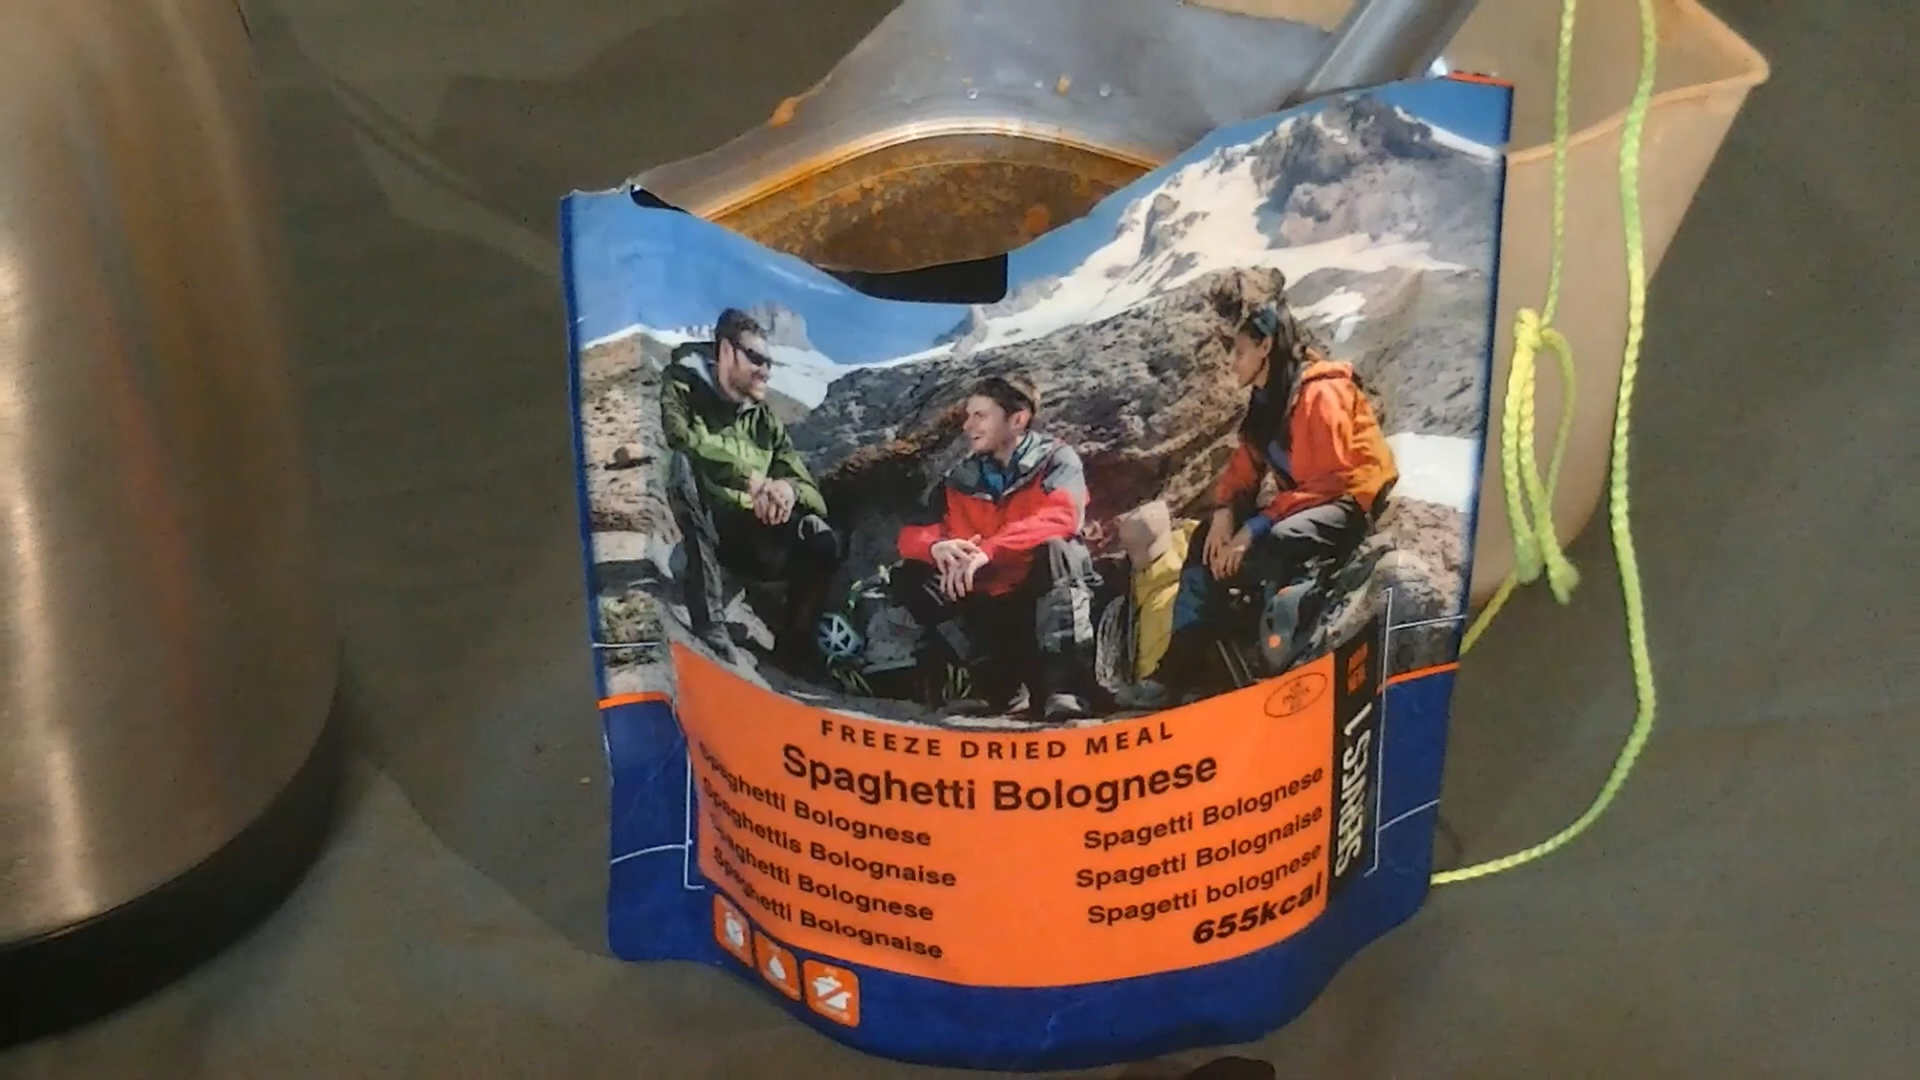 FREEZE DRIED MEAL
Spaghetti Bolognese
Spaghetti Bolognese
Spaghettis Bolognaise
Spaghetti Bolognese
Spaghetti Bolognaise
Spagetti Bolognese
Spagetti Bolognaise
Spagetti bolognese
655kcal
SERVES 1